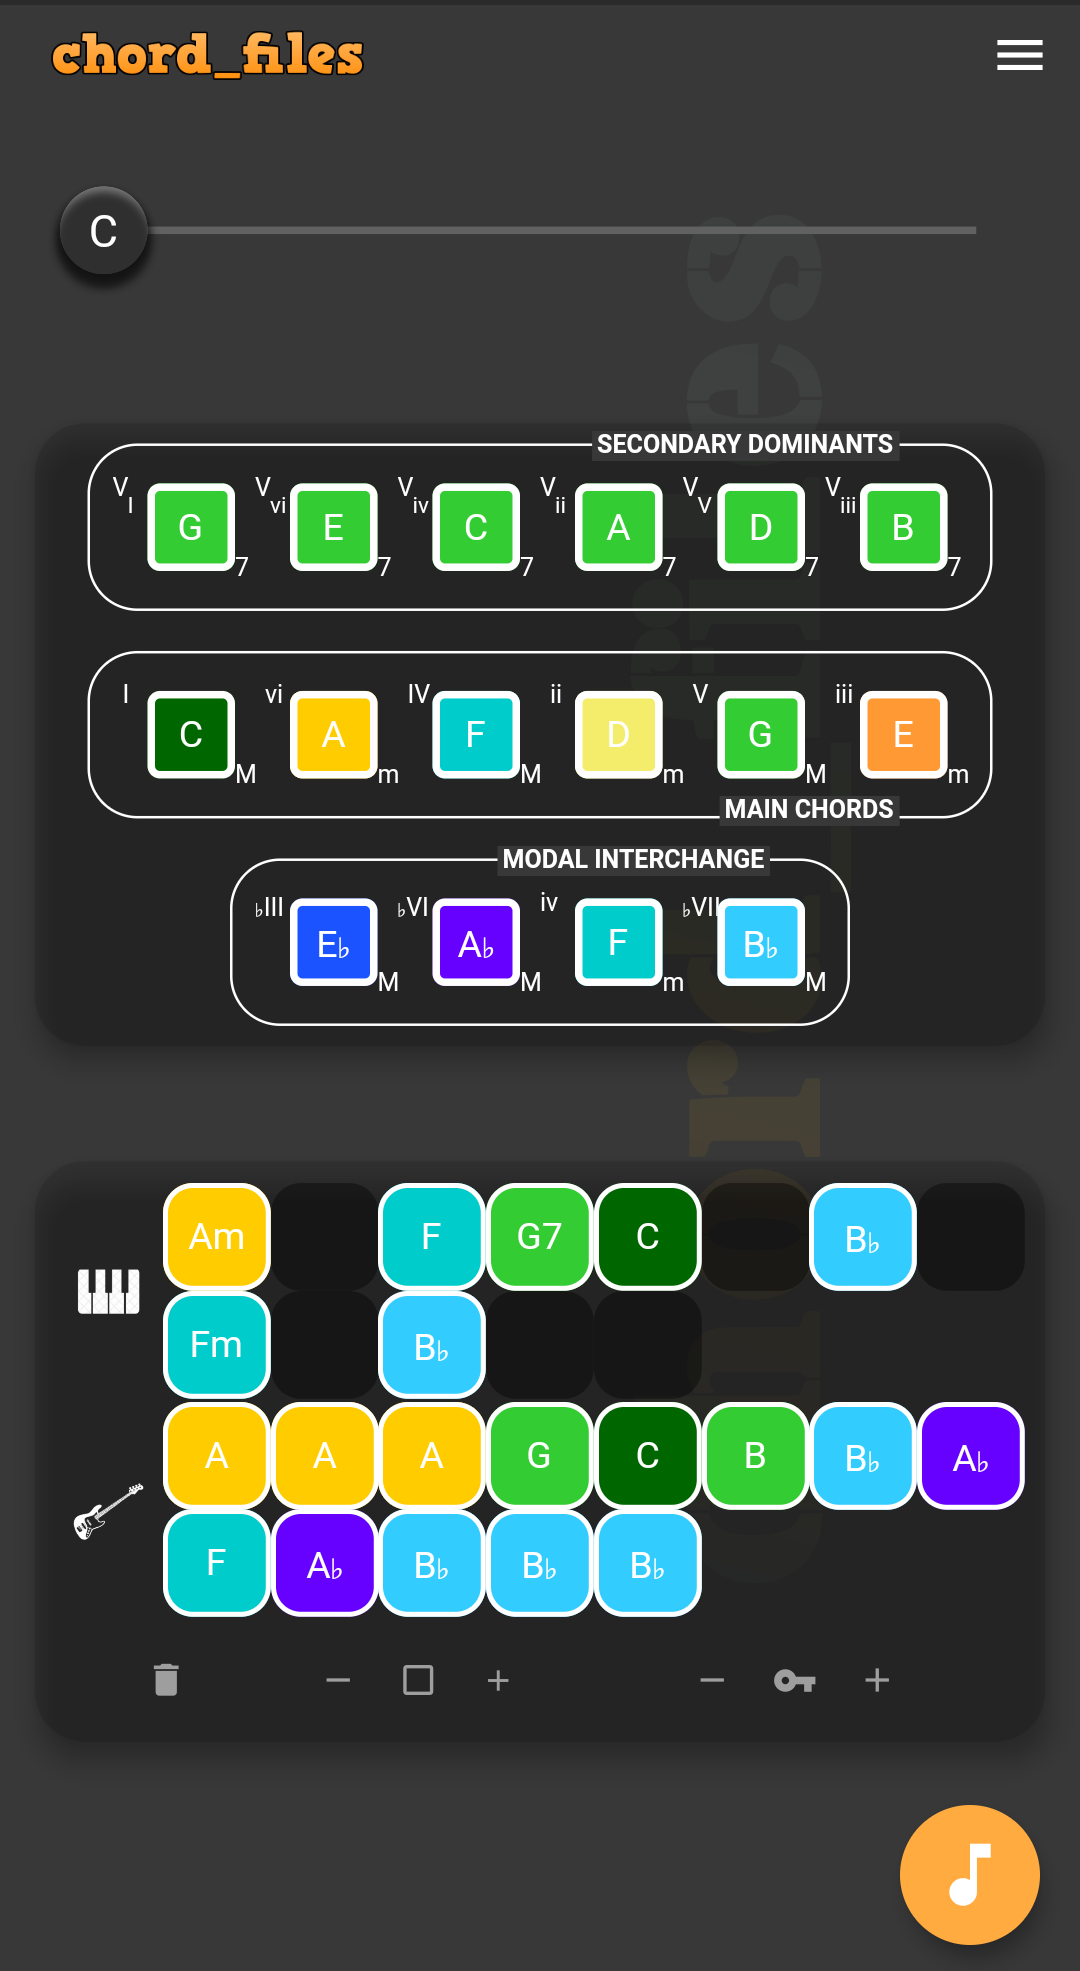 chord_files
C
SECONDARY DOMINANTS
V I G 7 V vi E 7 V iv C 7 V ii A 7 V V D 7 V iii B 7
I C M vi A m IV F M ii D m V G M iii E m
MAIN CHORDS
MODAL INTERCHANGE
♭III E♭ M ♭VI A♭ M iv F m ♭VII B♭ M
Am F G7 C B♭
Fm B♭
A A A G C B B♭ A♭
F A♭ B♭ B♭ B♭